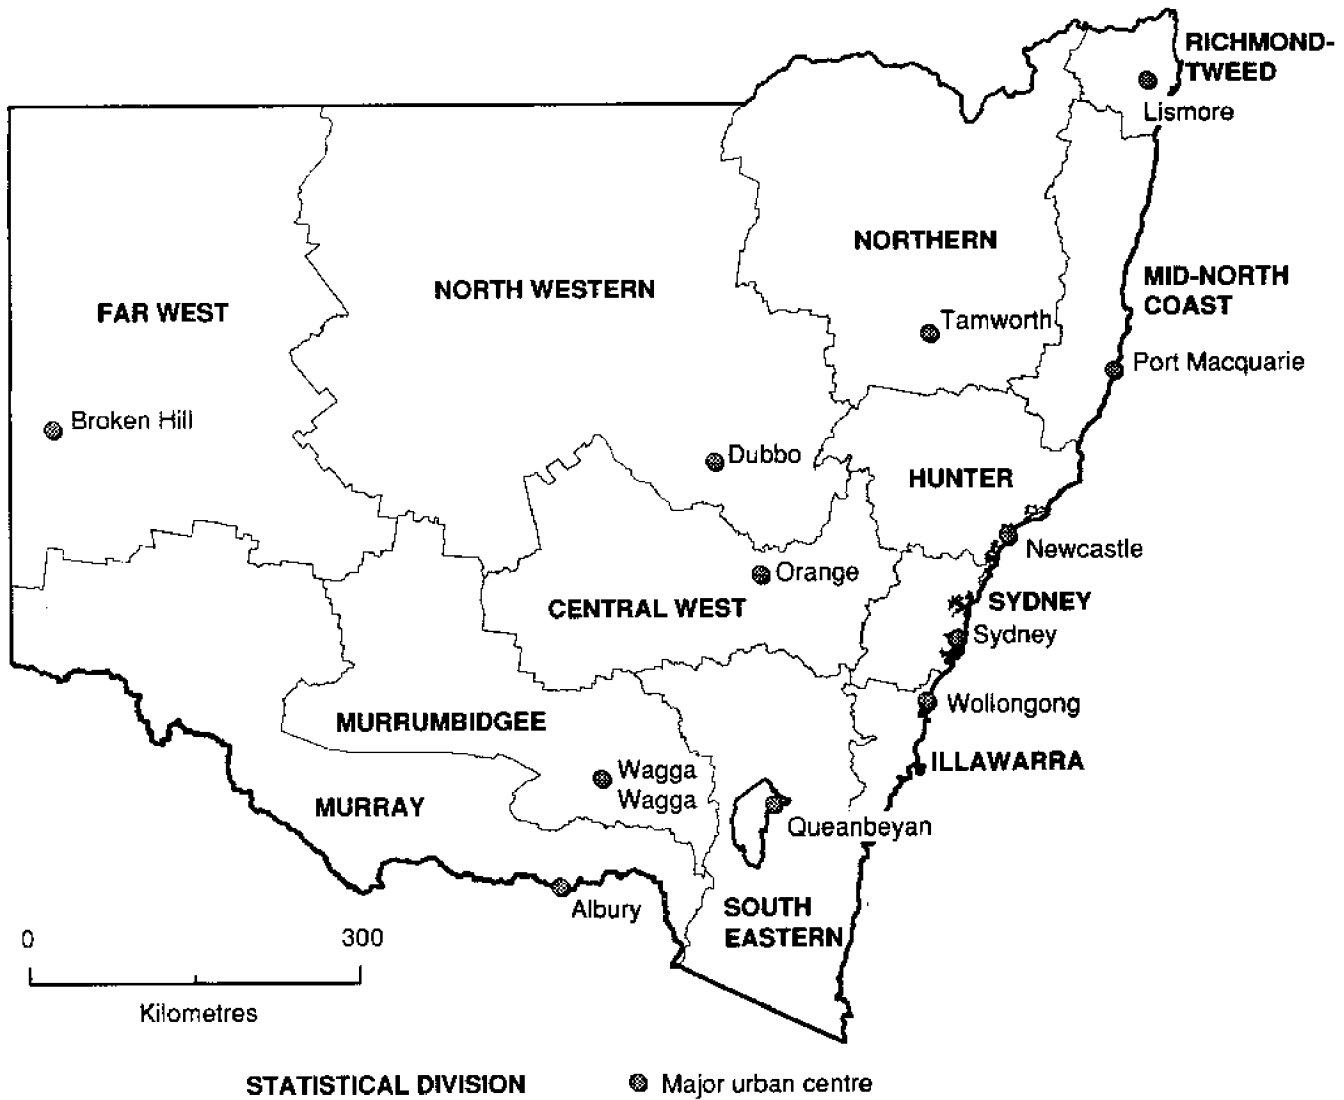 RICHMOND-
TWEED
Lismore
NORTHERN
MID-NORTH
COAST
NORTH WESTERN
FAR WEST
Tamworth
Port Macquarie
Broken Hill
Dubbo
HUNTER
Newcastle
Orange
CENTRAL WEST
SYDNEY
Sydney
Wollongong
MURRUMBIDGEE
ILLAWARRA
Wagga
Wagga
MURRAY
Queanbeyan
Albury
SOUTH
EASTERN
0 300
Kilometres
STATISTICAL DIVISION
Major urban centre